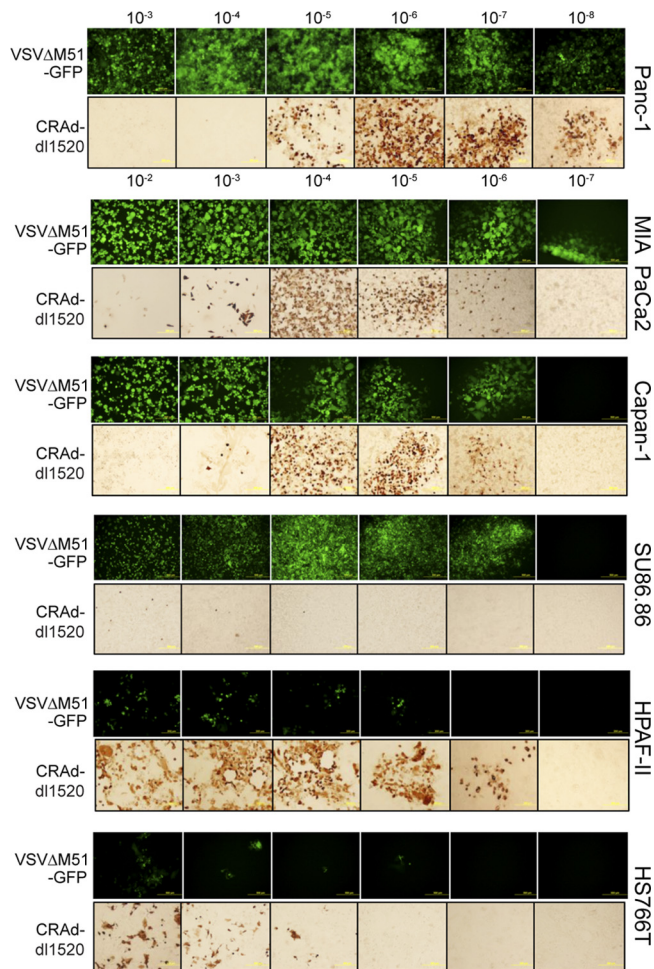 10-3 10-4 10-5 10-6 10-7 10-8
VSVΔM51
-GFP
CRAd-
dl1520
Panc-1
10-2 10-3 10-4 10-5 10-6 10-7
VSVΔM51
-GFP
CRAd-
dl1520
MIA PaCa2
VSVΔM51
-GFP
CRAd-
dl1520
Capan-1
VSVΔM51
-GFP
CRAd-
dl1520
SU86.86
VSVΔM51
-GFP
CRAd-
dl1520
HPAF-II
VSVΔM51
-GFP
CRAd-
dl1520
HS766T